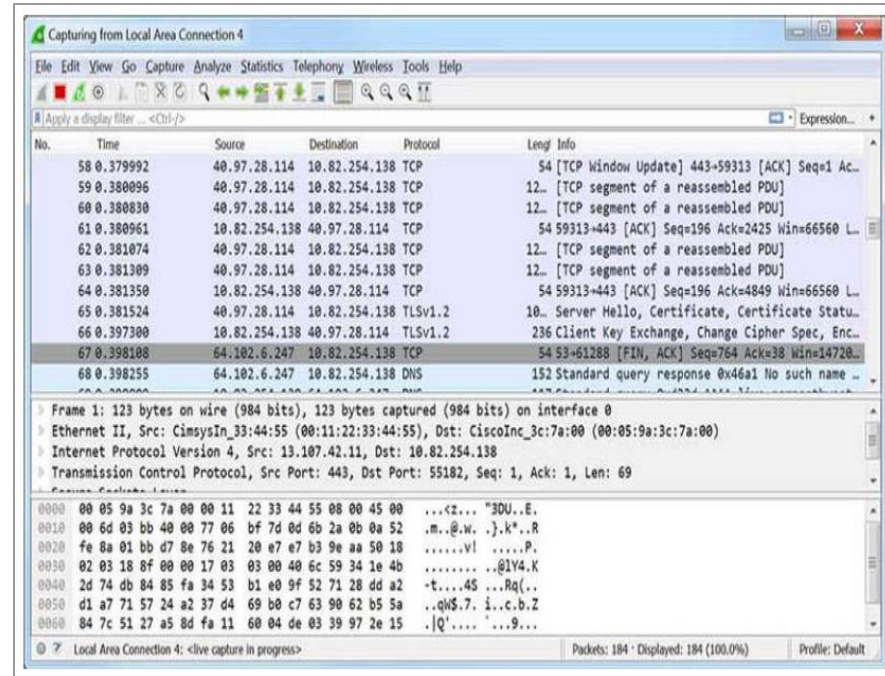 Capturing from Local Area Connection 4
File Edit View Go Capture Analyze Statistics Telephony Wireless Tools Help
Apply a display filter ... <Ctrl-/> Expression... +
No. Time Source Destination Protocol Lengt Info
58 0.379992 40.97.28.114 10.82.254.138 TCP 54 [TCP Window Update] 443→59313 [ACK] Seq=1 Ac…
59 0.380096 40.97.28.114 10.82.254.138 TCP 12… [TCP segment of a reassembled PDU]
60 0.380830 40.97.28.114 10.82.254.138 TCP 12… [TCP segment of a reassembled PDU]
61 0.380961 10.82.254.138 40.97.28.114 TCP 54 59313→443 [ACK] Seq=196 Ack=2425 Win=66560 L…
62 0.381074 40.97.28.114 10.82.254.138 TCP 12… [TCP segment of a reassembled PDU]
63 0.381309 40.97.28.114 10.82.254.138 TCP 12… [TCP segment of a reassembled PDU]
64 0.381350 10.82.254.138 40.97.28.114 TCP 54 59313→443 [ACK] Seq=196 Ack=4849 Win=66560 L…
65 0.381524 40.97.28.114 10.82.254.138 TLSv1.2 10… Server Hello, Certificate, Certificate Statu…
66 0.397300 10.82.254.138 40.97.28.114 TLSv1.2 236 Client Key Exchange, Change Cipher Spec, Enc…
67 0.398108 64.102.6.247 10.82.254.138 TCP 54 53→61288 [FIN, ACK] Seq=764 Ack=38 Win=14720…
68 0.398255 64.102.6.247 10.82.254.138 DNS 152 Standard query response 0x46a1 No such name …
Frame 1: 123 bytes on wire (984 bits), 123 bytes captured (984 bits) on interface 0
Ethernet II, Src: CimsysIn_33:44:55 (00:11:22:33:44:55), Dst: CiscoInc_3c:7a:00 (00:05:9a:3c:7a:00)
Internet Protocol Version 4, Src: 13.107.42.11, Dst: 10.82.254.138
Transmission Control Protocol, Src Port: 443, Dst Port: 55182, Seq: 1, Ack: 1, Len: 69
0000 00 05 9a 3c 7a 00 00 11 22 33 44 55 08 00 45 00 ...<z... "3DU..E.
0010 00 6d 03 bb 40 00 77 06 bf 7d 0d 6b 2a 0b 0a 52 .m..@.w. .}.k*..R
0020 fe 8a 01 bb d7 8e 76 21 20 e7 e7 b3 9e aa 50 18 ......v! .....P.
0030 02 03 18 8f 00 00 17 03 03 00 40 6c 59 34 1e 4b ........ ..@lY4.K
0040 2d 74 db 84 85 fa 34 53 b1 e0 9f 52 71 28 dd a2 -t....4S ...Rq(..
0050 d1 a7 71 57 24 a2 37 d4 69 b0 c7 63 90 62 b5 5a ..qW$.7. i..c.b.Z
0060 84 7c 51 27 a5 8d fa 11 60 04 de 03 39 97 2e 15 .|Q'.... `...9...
Local Area Connection 4: <live capture in progress> Packets: 184 · Displayed: 184 (100.0%) Profile: Default